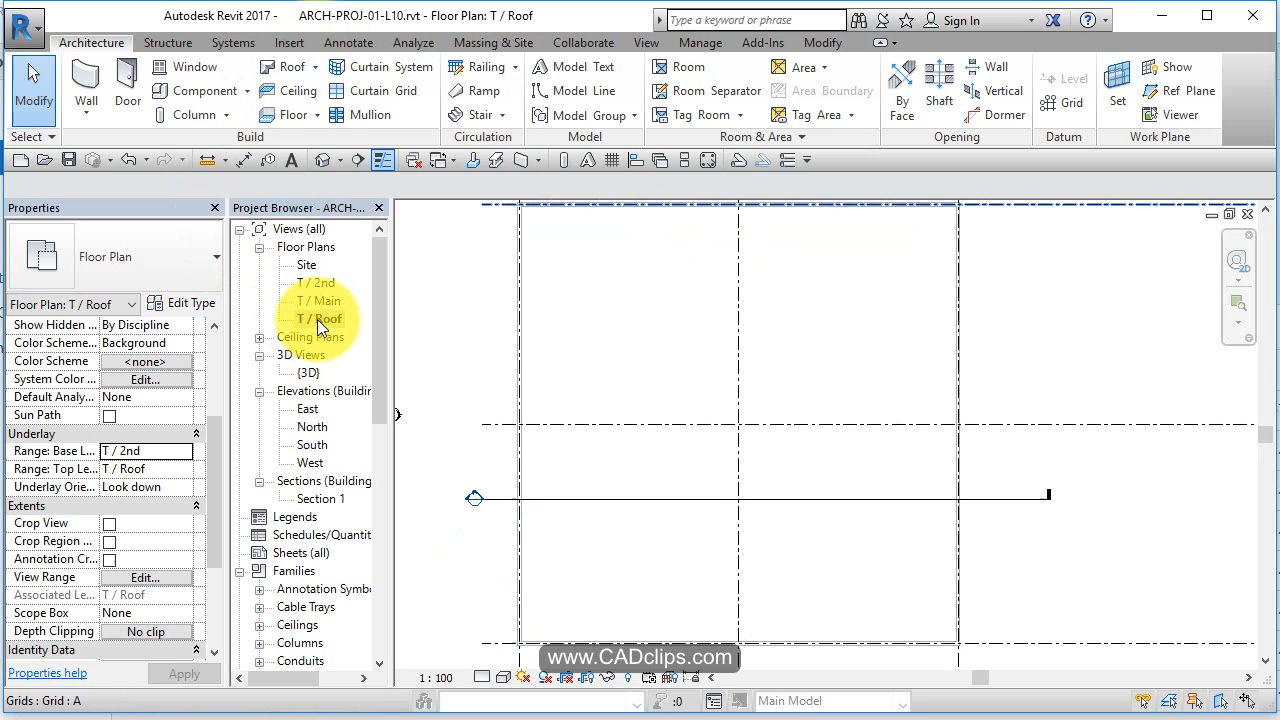 Autodesk Revit 2017 - ARCH-PROJ-01-L10.rvt - Floor Plan: T / Roof
Type a keyword or phrase
Sign In
Architecture Structure Systems Insert Annotate Analyze Massing & Site Collaborate View Manage Add-Ins Modify
Modify
Wall
Door
Window
Component
Column
Roof
Ceiling
Floor
Curtain System
Curtain Grid
Mullion
Railing
Ramp
Stair
Model Text
Model Line
Model Group
Room
Room Separator
Tag Room
Area
Area Boundary
Tag Area
By Face
Shaft
Wall
Vertical
Dormer
Level
Grid
Set
Show
Ref Plane
Viewer
Select Build Circulation Model Room & Area Opening Datum Work Plane
Properties
Floor Plan
Floor Plan: T / Roof Edit Type
Show Hidden ... By Discipline
Color Scheme... Background
Color Scheme <none>
System Color ... Edit...
Default Analy... None
Sun Path
Underlay
Range: Base L... T / 2nd
Range: Top Le... T / Roof
Underlay Orie... Look down
Extents
Crop View
Crop Region ...
Annotation Cr...
View Range Edit...
Associated Le... T / Roof
Scope Box None
Depth Clipping No clip
Identity Data
Properties help Apply
Project Browser - ARCH-...
Views (all)
Floor Plans
Site
T / 2nd
T / Main
T / Roof
Ceiling Plans
3D Views
{3D}
Elevations (Buildin
East
North
South
West
Sections (Building
Section 1
Legends
Schedules/Quantit
Sheets (all)
Families
Annotation Symb
Cable Trays
Ceilings
Columns
Conduits
2D
www.CADclips.com
1 : 100
Grids : Grid : A
:0
Main Model